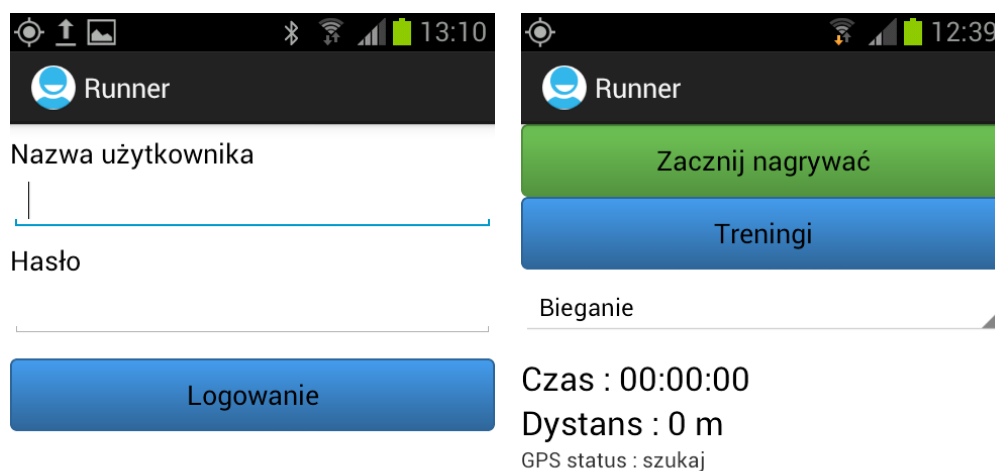 13:10
Runner
Nazwa użytkownika
Hasło
Logowanie
12:39
Runner
Zacznij nagrywać
Treningi
Bieganie
Czas : 00:00:00
Dystans : 0 m
GPS status : szukaj